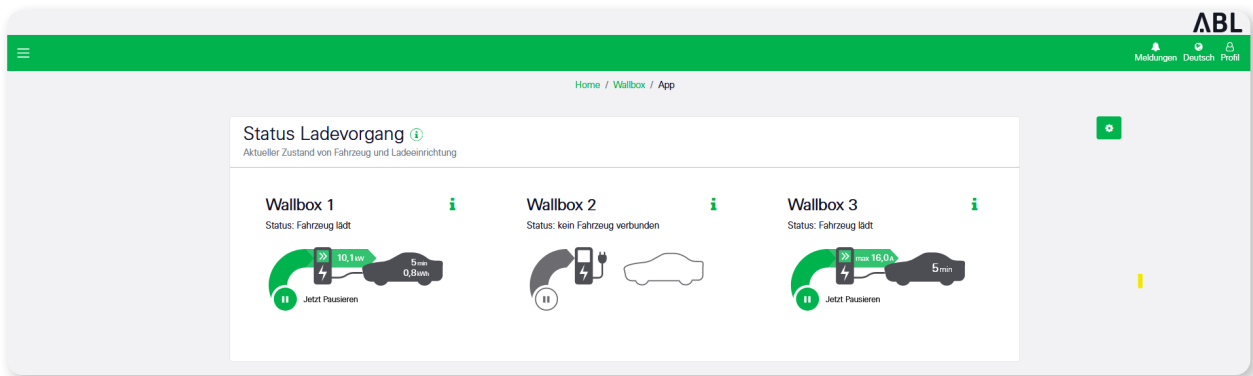 ABL
Meldungen Deutsch Profil
Home / Wallbox / App
Status Ladevorgang
Aktueller Zustand von Fahrzeug und Ladeeinrichtung
Wallbox 1
Status: Fahrzeug lädt
10,1 kW
5 min
0,8 kWh
Jetzt Pausieren
Wallbox 2
Status: kein Fahrzeug verbunden
Wallbox 3
Status: Fahrzeug lädt
max 16,0 A
5 min
Jetzt Pausieren